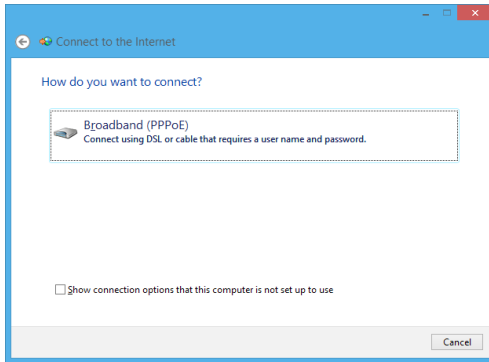 Connect to the Internet
How do you want to connect?
Broadband (PPPoE)
Connect using DSL or cable that requires a user name and password.
Show connection options that this computer is not set up to use
Cancel